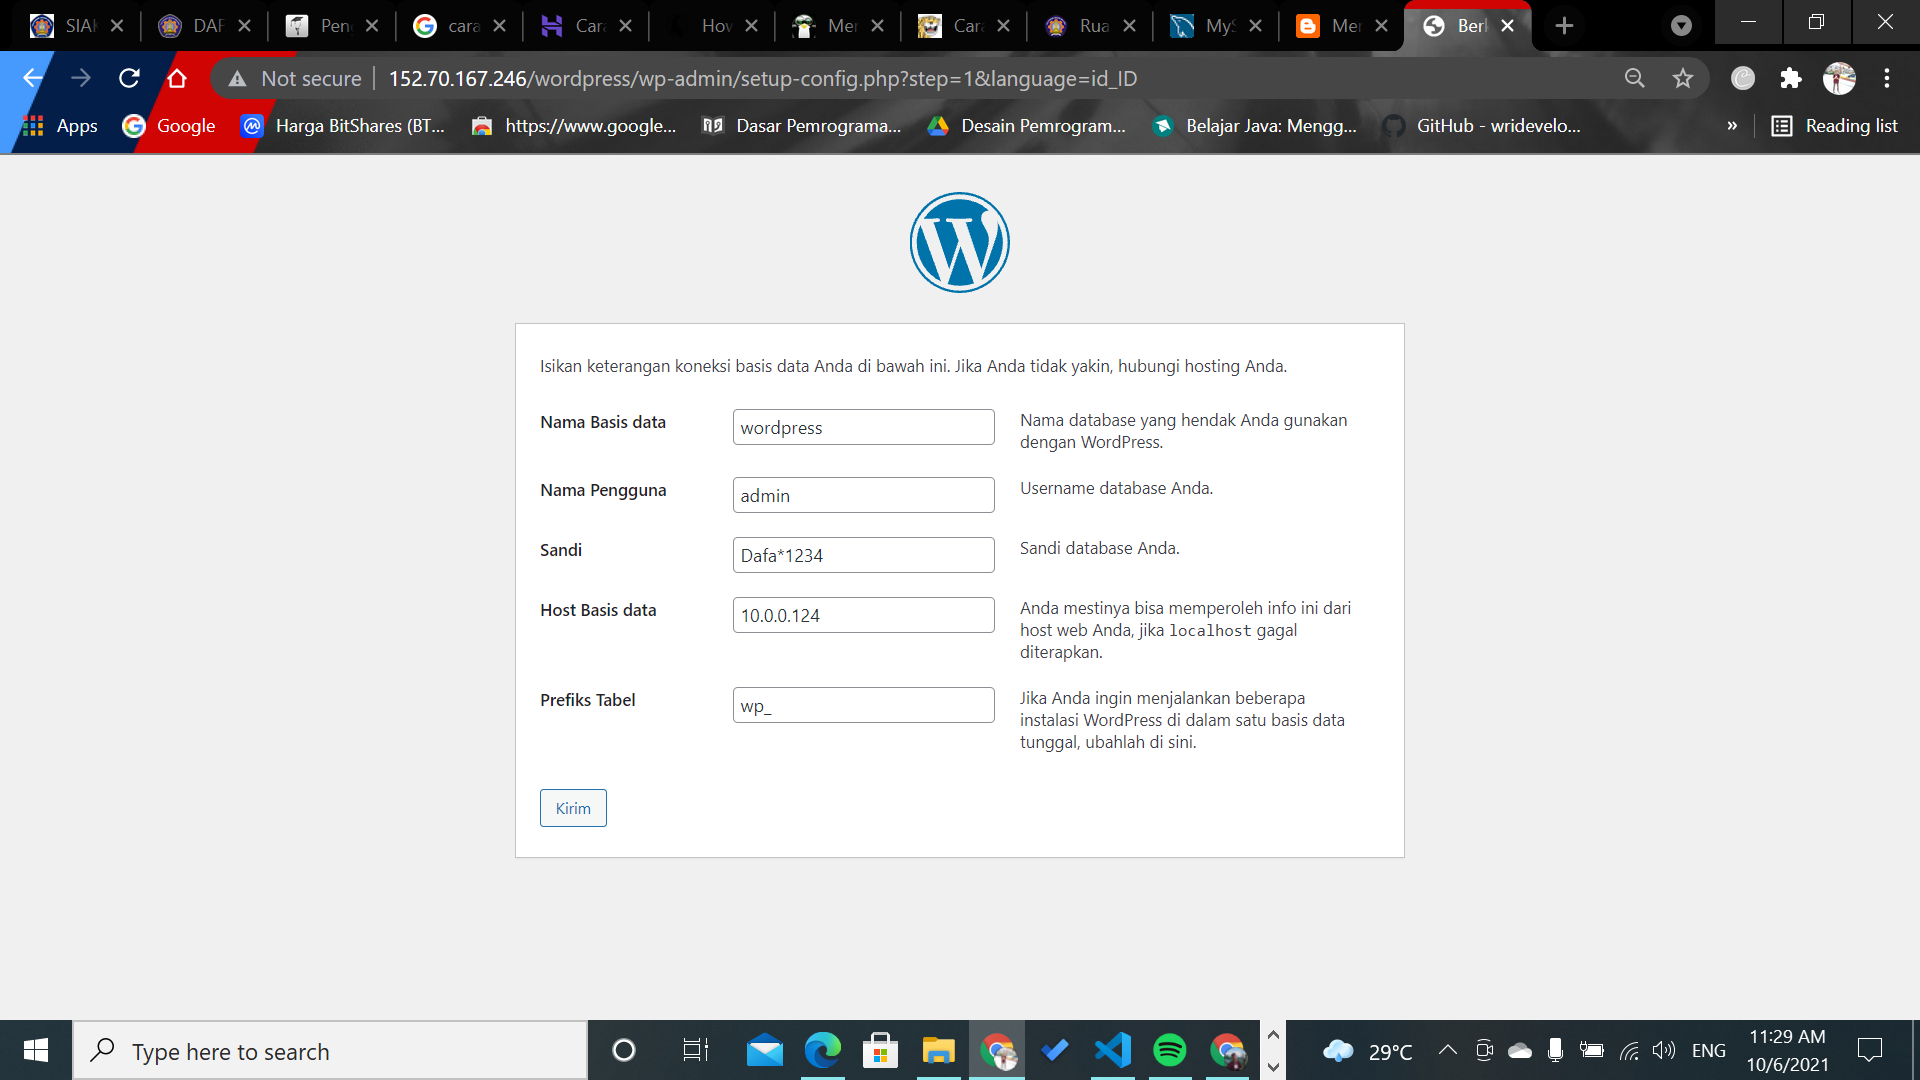 SIAK
DAF
Peng
cara
Cara
How
Mer
Cara
Rua
MyS
Mer
Berk
Not secure
152.70.167.246/wordpress/wp-admin/setup-config.php?step=1&language=id_ID
Apps
Google
Harga BitShares (BT...
https://www.google...
Dasar Pemrograma...
Desain Pemrogram...
Belajar Java: Mengg...
GitHub - wridevelo...
»
Reading list
Isikan keterangan koneksi basis data Anda di bawah ini. Jika Anda tidak yakin, hubungi hosting Anda.
Nama Basis data
wordpress
Nama database yang hendak Anda gunakan
dengan WordPress.
Nama Pengguna
admin
Username database Anda.
Sandi
Dafa*1234
Sandi database Anda.
Host Basis data
10.0.0.124
Anda mestinya bisa memperoleh info ini dari
host web Anda, jika localhost gagal
diterapkan.
Prefiks Tabel
wp_
Jika Anda ingin menjalankan beberapa
instalasi WordPress di dalam satu basis data
tunggal, ubahlah di sini.
Kirim
Type here to search
29°C
ENG
11:29 AM
10/6/2021